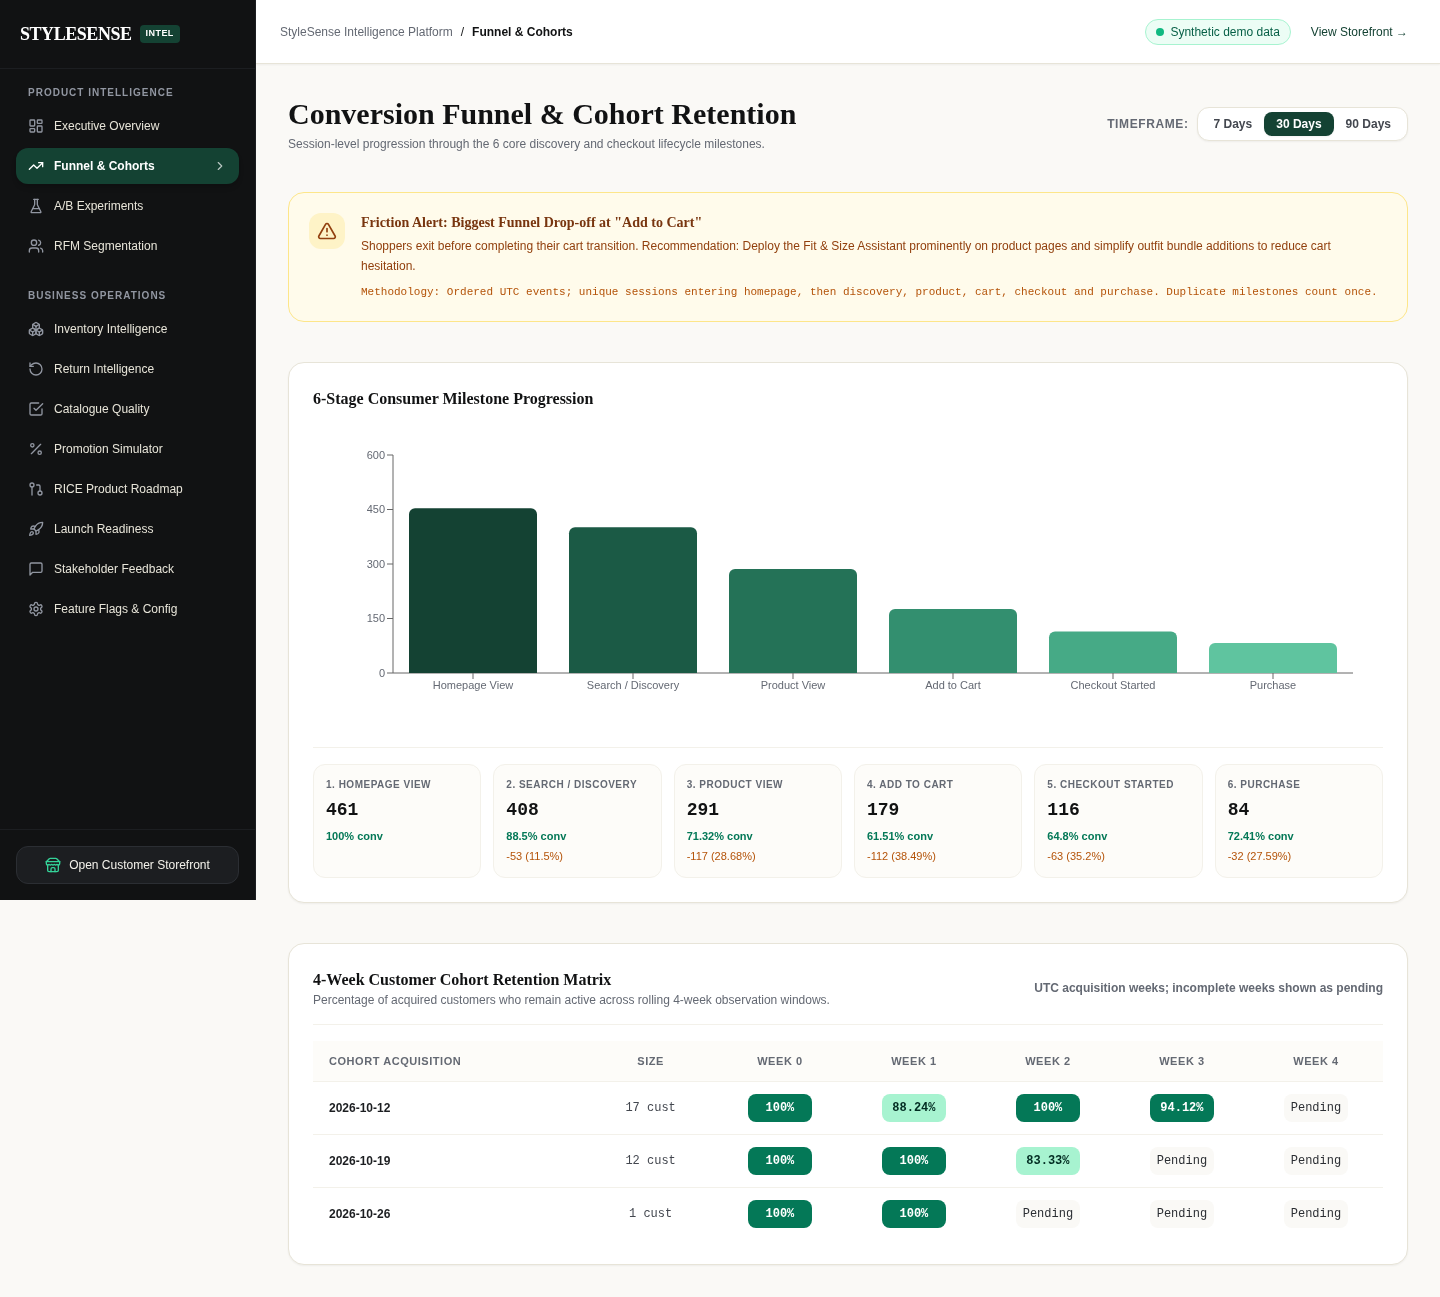 STYLESENSE INTEL
PRODUCT INTELLIGENCE
Executive Overview
Funnel & Cohorts
A/B Experiments
RFM Segmentation
BUSINESS OPERATIONS
Inventory Intelligence
Return Intelligence
Catalogue Quality
Promotion Simulator
RICE Product Roadmap
Launch Readiness
Stakeholder Feedback
Feature Flags & Config
Open Customer Storefront
StyleSense Intelligence Platform / Funnel & Cohorts
Synthetic demo data
View Storefront →
Conversion Funnel & Cohort Retention
Session-level progression through the 6 core discovery and checkout lifecycle milestones.
TIMEFRAME: 7 Days 30 Days 90 Days
Friction Alert: Biggest Funnel Drop-off at "Add to Cart"
Shoppers exit before completing their cart transition. Recommendation: Deploy the Fit & Size Assistant prominently on product pages and simplify outfit bundle additions to reduce cart
hesitation.
Methodology: Ordered UTC events; unique sessions entering homepage, then discovery, product, cart, checkout and purchase. Duplicate milestones count once.
6-Stage Consumer Milestone Progression
600
450
300
150
0
Homepage View Search / Discovery Product View Add to Cart Checkout Started Purchase
1. HOMEPAGE VIEW
461
100% conv
2. SEARCH / DISCOVERY
408
88.5% conv
-53 (11.5%)
3. PRODUCT VIEW
291
71.32% conv
-117 (28.68%)
4. ADD TO CART
179
61.51% conv
-112 (38.49%)
5. CHECKOUT STARTED
116
64.8% conv
-63 (35.2%)
6. PURCHASE
84
72.41% conv
-32 (27.59%)
4-Week Customer Cohort Retention Matrix
Percentage of acquired customers who remain active across rolling 4-week observation windows.
UTC acquisition weeks; incomplete weeks shown as pending
COHORT ACQUISITION SIZE WEEK 0 WEEK 1 WEEK 2 WEEK 3 WEEK 4
2026-10-12 17 cust 100% 88.24% 100% 94.12% Pending
2026-10-19 12 cust 100% 100% 83.33% Pending Pending
2026-10-26 1 cust 100% 100% Pending Pending Pending